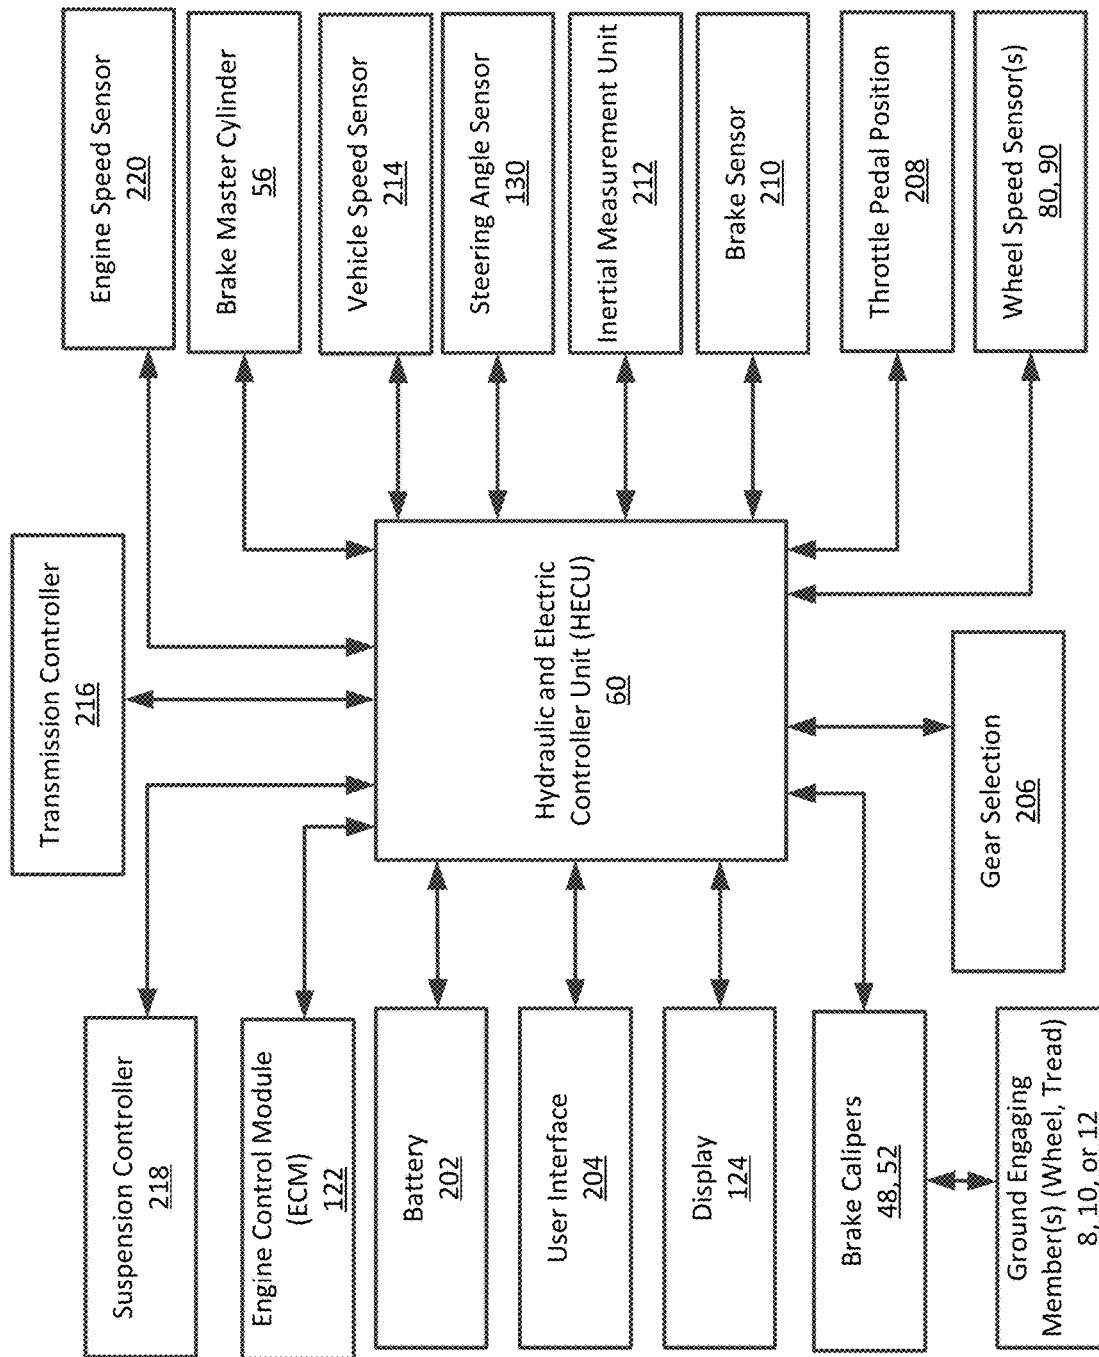 Suspension Controller
218
Engine Control Module
(ECM)
122
Battery
202
User Interface
204
Display
124
Brake Calipers
48, 52
Ground Engaging
Member(s) (Wheel, Tread)
8, 10, or 12
Transmission Controller
216
Hydraulic and Electric
Controller Unit (HECU)
60
Gear Selection
206
Engine Speed Sensor
220
Brake Master Cylinder
56
Vehicle Speed Sensor
214
Steering Angle Sensor
130
Inertial Measurement Unit
212
Brake Sensor
210
Throttle Pedal Position
208
Wheel Speed Sensor(s)
80, 90